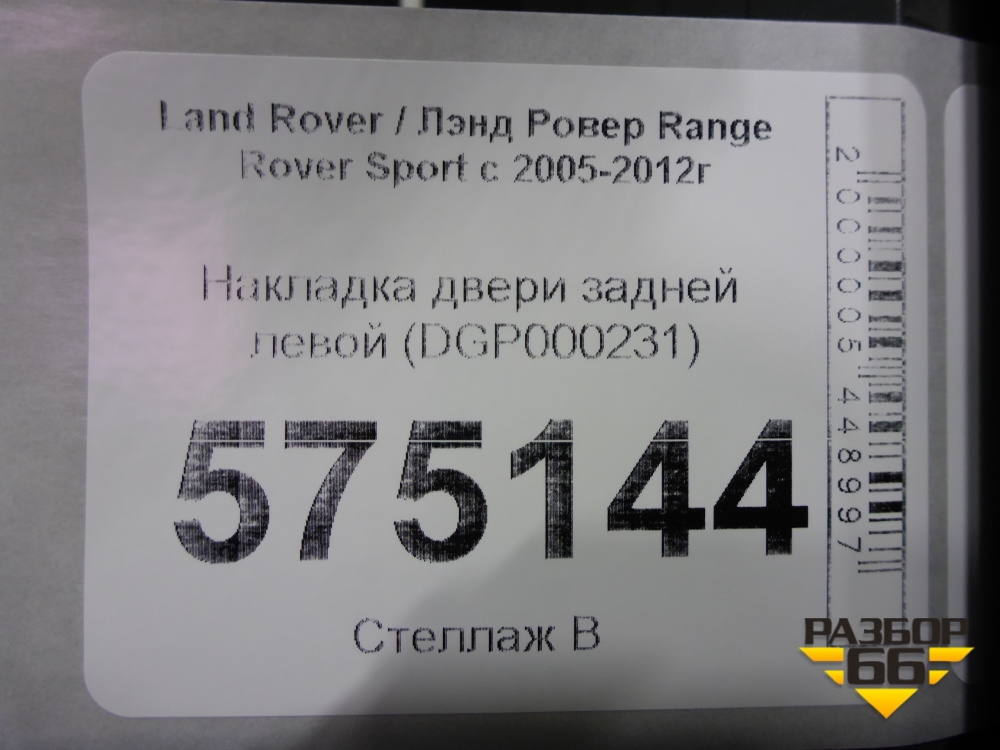 Land Rover / Лэнд Ровер Range
Rover Sport с 2005-2012г
Накладка двери задней
левой (DGP000231)
575144
Стеллаж В
2000005448997
РАЗБОР
66